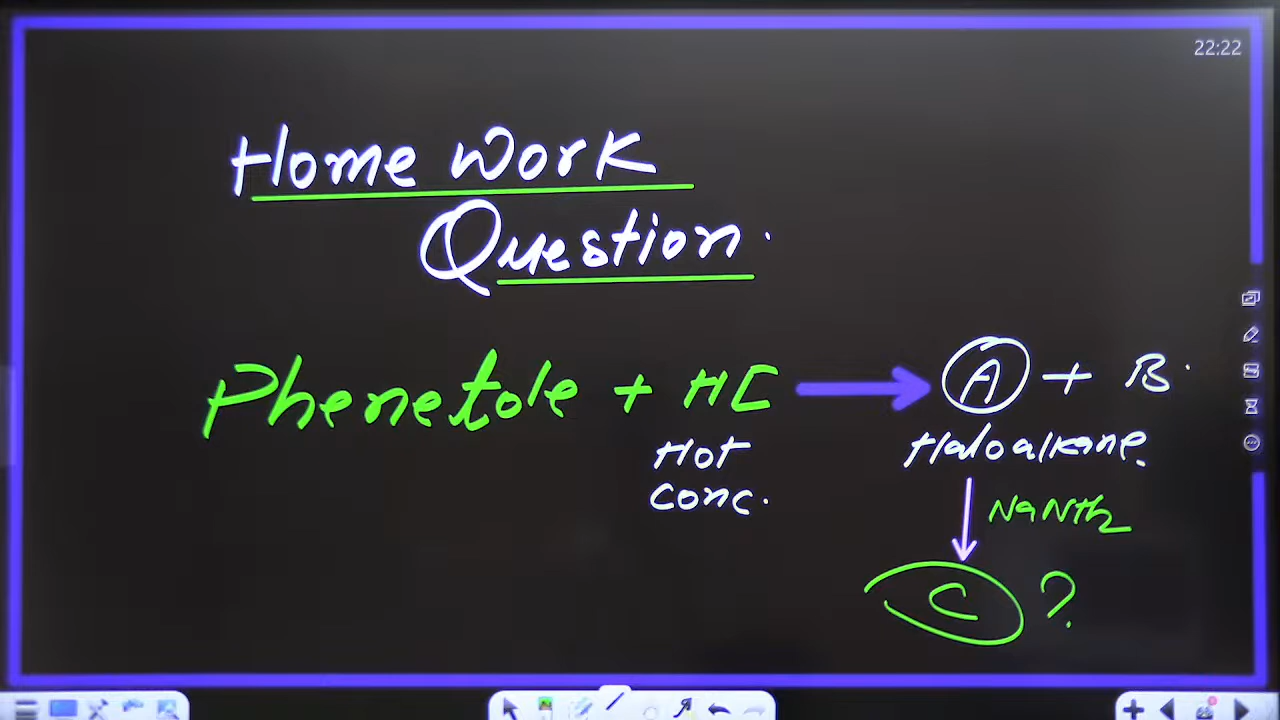 22:22
Home Work
Question.
Phenetole + HI → A + B.
Hot
conc.
Haloalkane.
NaNH2
C ?